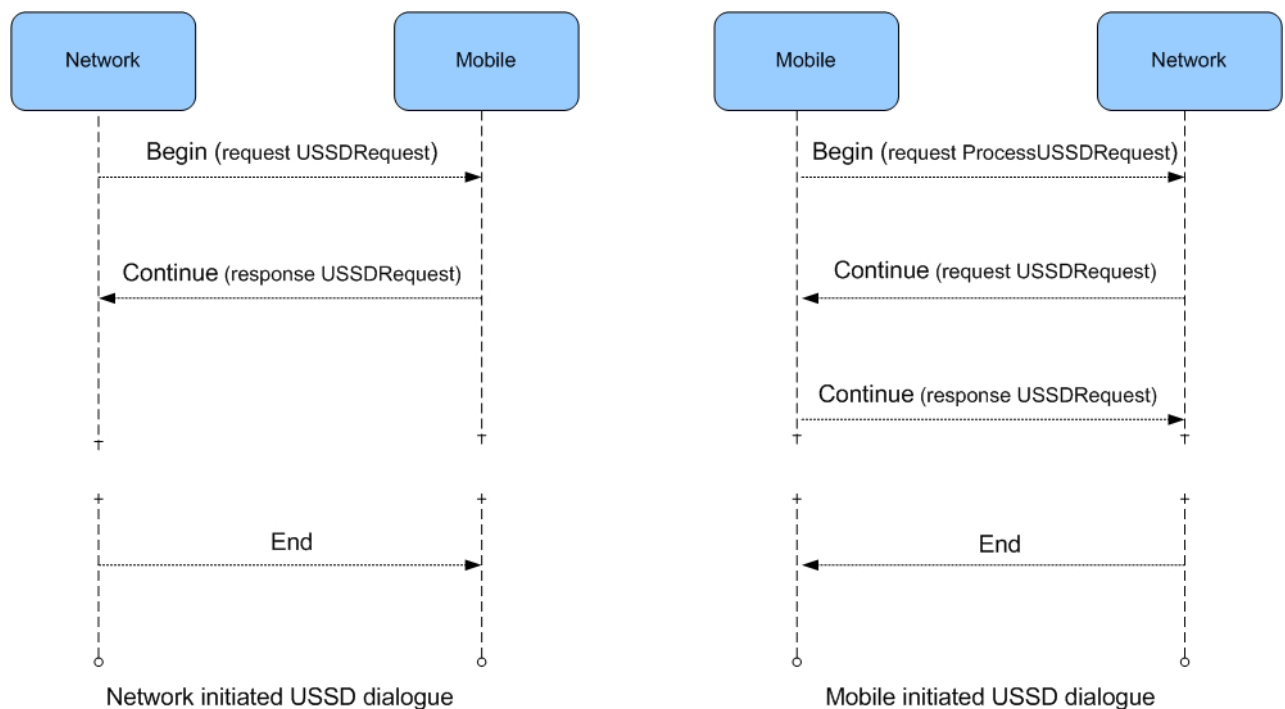 Network
Mobile
Begin (request USSDRequest)
Continue (response USSDRequest)
End
Network initiated USSD dialogue
Mobile
Network
Begin (request ProcessUSSDRequest)
Continue (request USSDRequest)
Continue (response USSDRequest)
End
Mobile initiated USSD dialogue